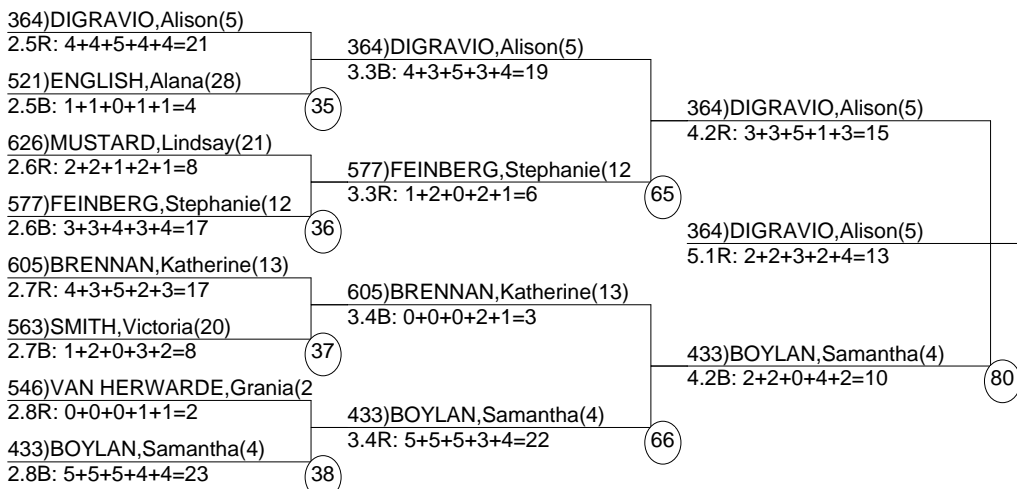 364)DIGRAVIO,Alison(5)
2.5R: 4+4+5+4+4=21
521)ENGLISH,Alana(28)
2.5B: 1+1+0+1+1=4
35
626)MUSTARD,Lindsay(21)
2.6R: 2+2+1+2+1=8
577)FEINBERG,Stephanie(12
2.6B: 3+3+4+3+4=17
36
605)BRENNAN,Katherine(13)
2.7R: 4+3+5+2+3=17
563)SMITH,Victoria(20)
2.7B: 1+2+0+3+2=8
37
546)VAN HERWARDE,Grania(2
2.8R: 0+0+0+1+1=2
433)BOYLAN,Samantha(4)
2.8B: 5+5+5+4+4=23
38
364)DIGRAVIO,Alison(5)
3.3B: 4+3+5+3+4=19
577)FEINBERG,Stephanie(12
3.3R: 1+2+0+2+1=6
65
605)BRENNAN,Katherine(13)
3.4B: 0+0+0+2+1=3
433)BOYLAN,Samantha(4)
3.4R: 5+5+5+3+4=22
66
364)DIGRAVIO,Alison(5)
4.2R: 3+3+5+1+3=15
364)DIGRAVIO,Alison(5)
5.1R: 2+2+3+2+4=13
433)BOYLAN,Samantha(4)
4.2B: 2+2+0+4+2=10
80